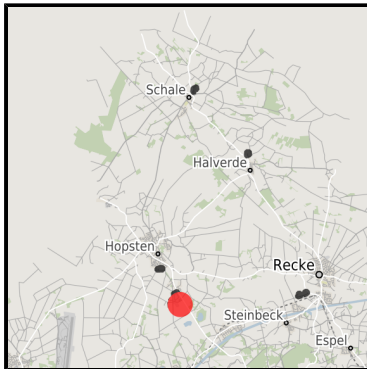 Schale
Halverde
Hopsten
Recke
Steinbeck
Espel